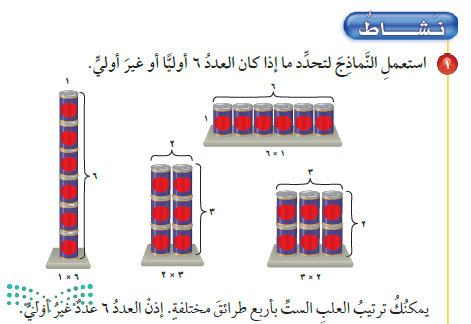 نشاط
١ استعملِ النَّماذِجَ لتحدِّد ما إذا كان العددُ ٦ أوليًّا أو غيرَ أوليٍّ.
٦
١
٦ × ١
١
٦
١ × ٦
٢
٣
٢ × ٣
٣
٢
٣ × ٢
يمكنُكُ ترتيبُ العلبِ الستِّ بأربعِ طرائقَ مختلفةٍ. إذنْ العددُ ٦ عددٌ غيرُ أوليٍّ.